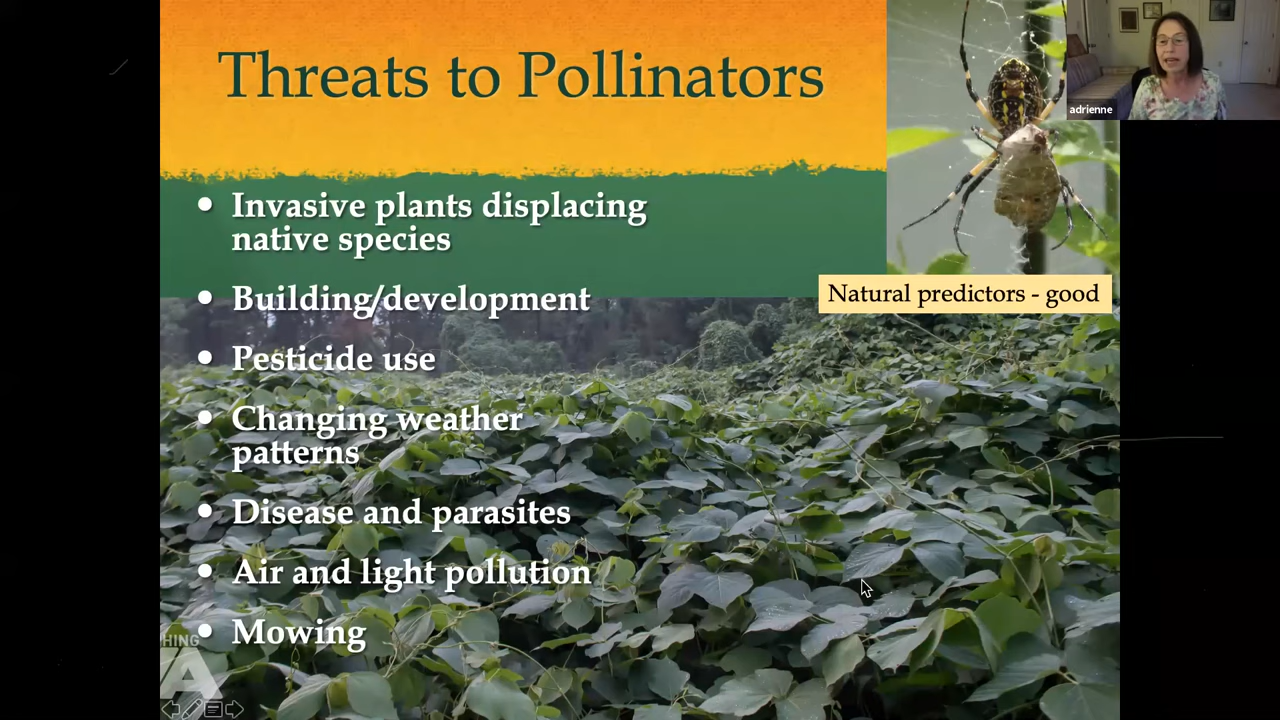 Threats to Pollinators
adrienne
• Invasive plants displacing
native species
Natural predictors - good
• Building/development
• Pesticide use
• Changing weather
patterns
• Disease and parasites
• Air and light pollution
• Mowing
HING
A